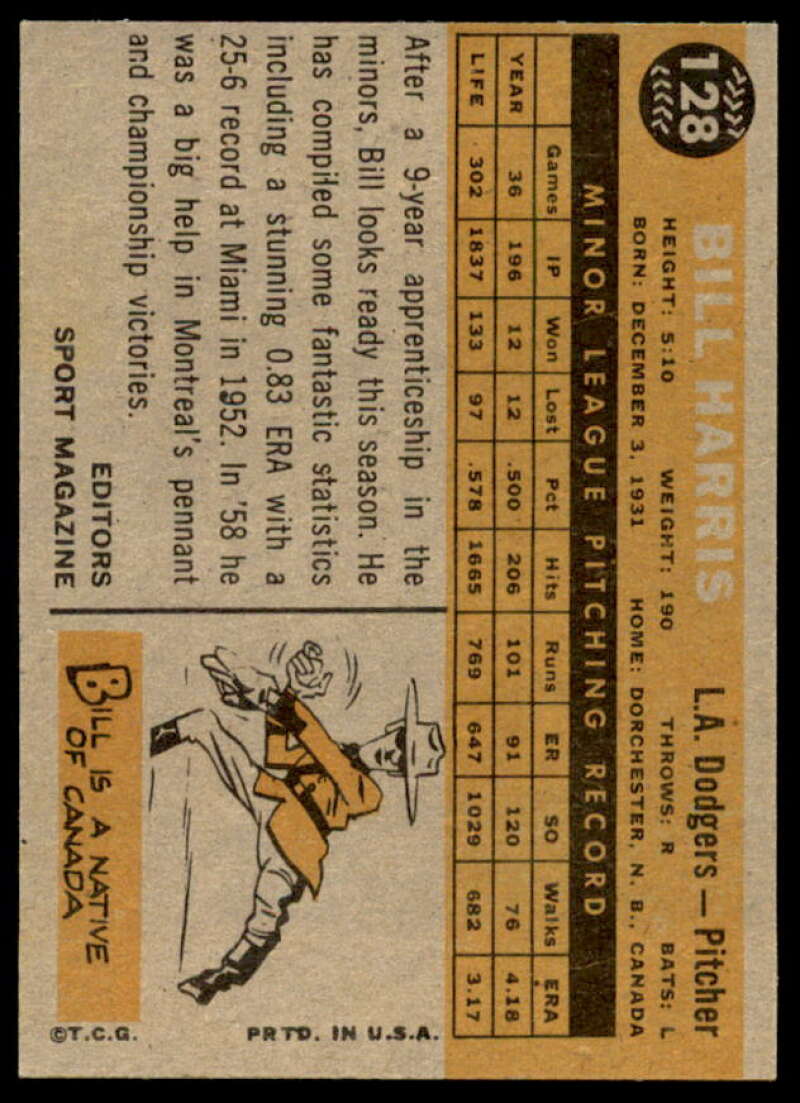 128
BILL HARRIS L.A. Dodgers — Pitcher
HEIGHT: 5:10 WEIGHT: 190 THROWS: R BATS: L
BORN: DECEMBER 3, 1931 HOME: DORCHESTER, N. B., CANADA
MINOR LEAGUE PITCHING RECORD
Games IP Won Lost Pct Hits Runs ER SO Walks ERA
YEAR 36 196 12 12 .500 206 101 91 120 76 4.18
LIFE 302 1837 133 97 .578 1665 769 647 1029 682 3.17
After a 9-year apprenticeship in the
minors, Bill looks ready this season. He
has compiled some fantastic statistics
including a stunning 0.83 ERA with a
25-6 record at Miami in 1952. In '58 he
was a big help in Montreal's pennant
and championship victories.
EDITORS
SPORT MAGAZINE
BILL IS A NATIVE
OF CANADA
©T.C.G. PRTD. IN U.S.A.